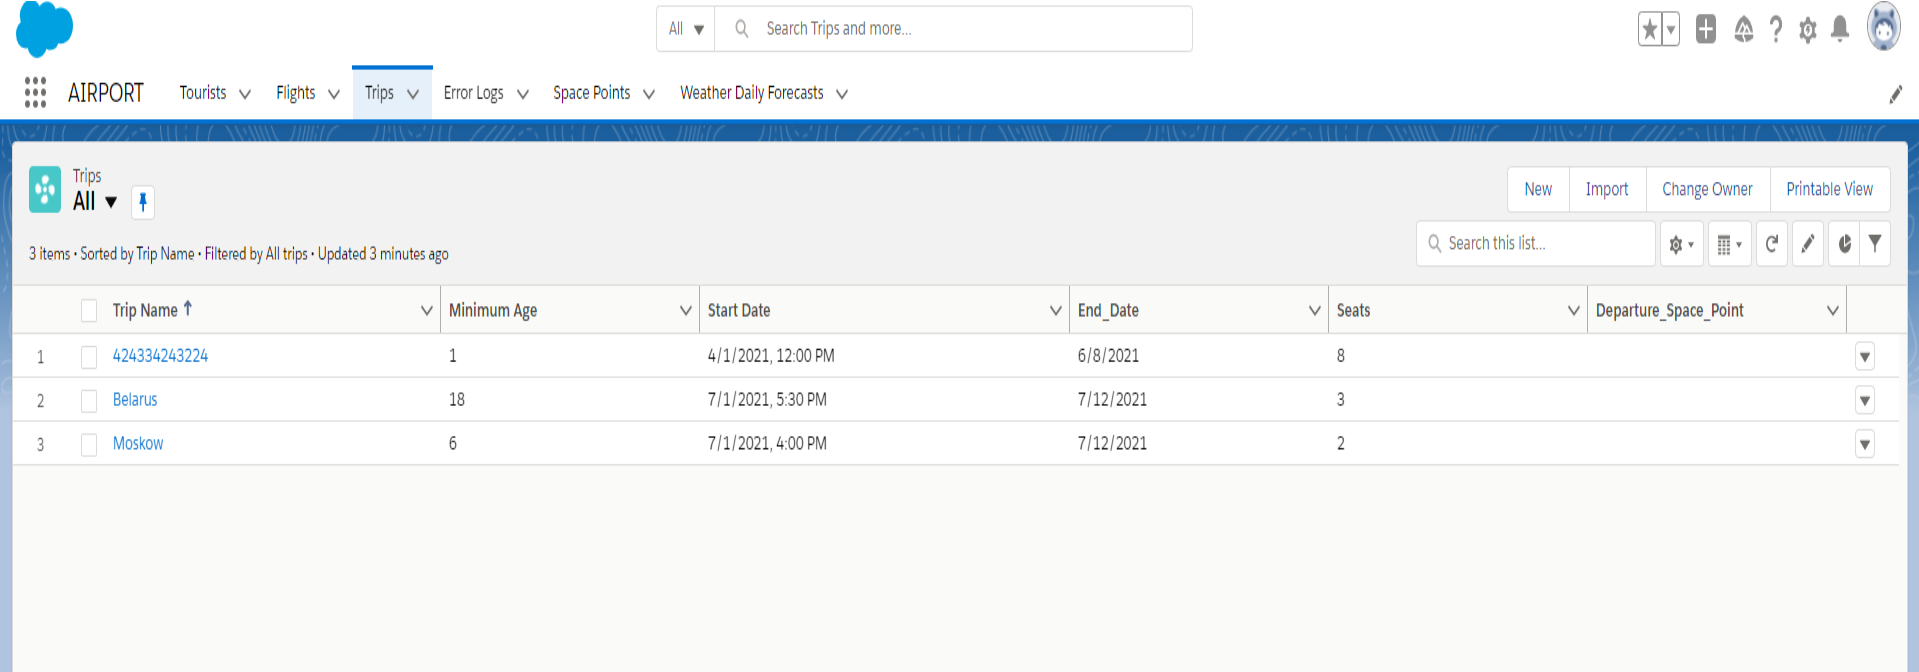 All Search Trips and more...
AIRPORT Tourists Flights Trips Error Logs Space Points Weather Daily Forecasts
Trips
All
New Import Change Owner Printable View
3 items • Sorted by Trip Name • Filtered by All trips • Updated 3 minutes ago
Search this list...
Trip Name Minimum Age Start Date End_Date Seats Departure_Space_Point
1 424334243224 1 4/1/2021, 12:00 PM 6/8/2021 8
2 Belarus 18 7/1/2021, 5:30 PM 7/12/2021 3
3 Moskow 6 7/1/2021, 4:00 PM 7/12/2021 2